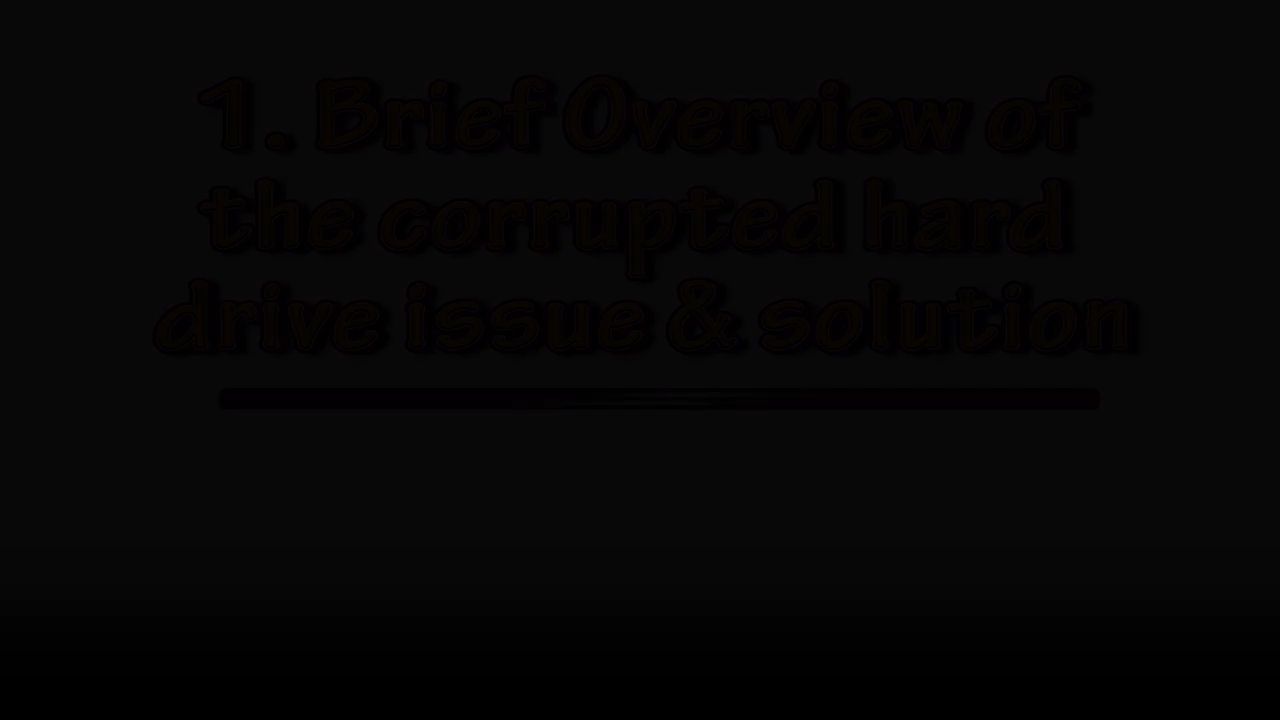 1. Brief Overview of
the corrupted hard
drive issue & solution